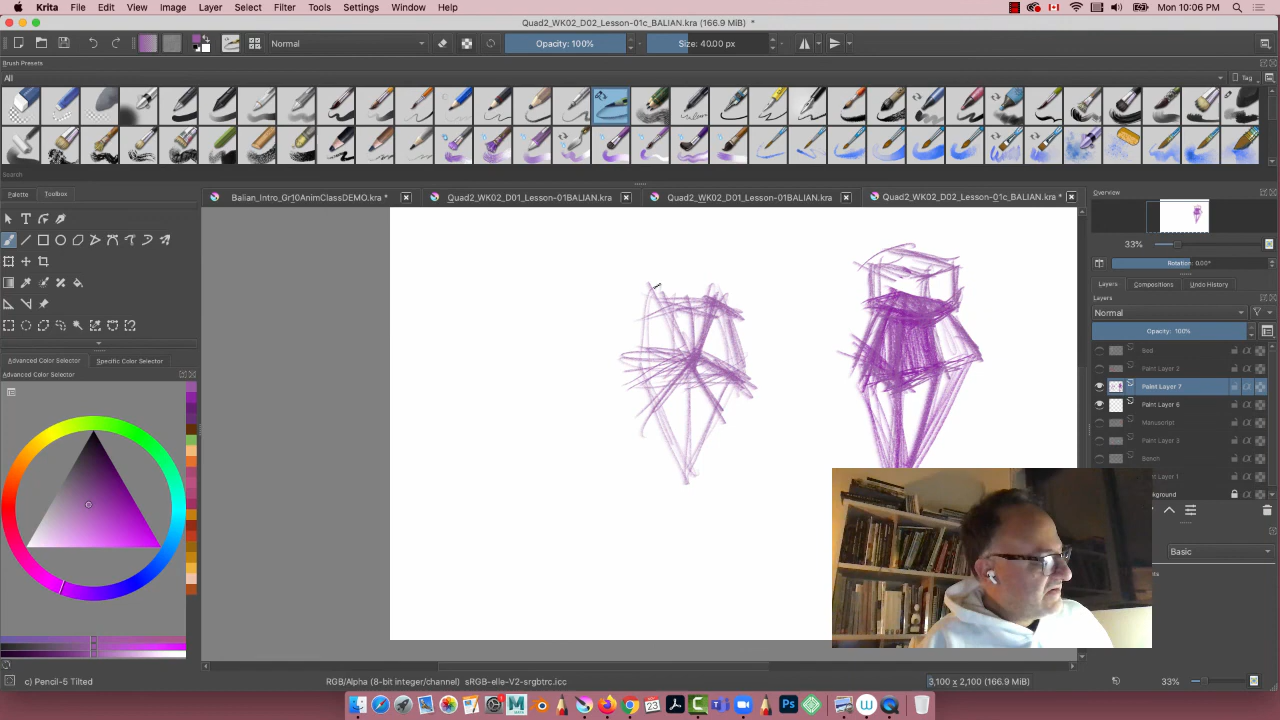 Krita File Edit View Image Layer Select Filter Tools Settings Window Help Mon 10:06 PM
Quad2_WK02_D02_Lesson-01c_BALIAN.kra (166.9 MiB) *
Normal Opacity: 100% Size: 40.00 px
Brush Presets
All Tag
Search
Palette Toolbox Balian_Intro_Gr10AnimClassDEMO.kra * Quad2_WK02_D01_Lesson-01BALIAN.kra Quad2_WK02_D01_Lesson-01BALIAN.kra Quad2_WK02_D02_Lesson-01c_BALIAN.kra * Overview
33%
Rotation: 0.00°
Layers Compositions Undo History
Layers
Normal
Opacity: 100%
Bed
Paint Layer 2
Advanced Color Selector Specific Color Selector
Advanced Color Selector
Paint Layer 7
Paint Layer 6
Manuscript
Paint Layer 3
Bench
ackground
Basic
c) Pencil-5 Tilted RGB/Alpha (8-bit integer/channel) sRGB-elle-V2-srgbtrc.icc 3,100 x 2,100 (166.9 MiB) 33%